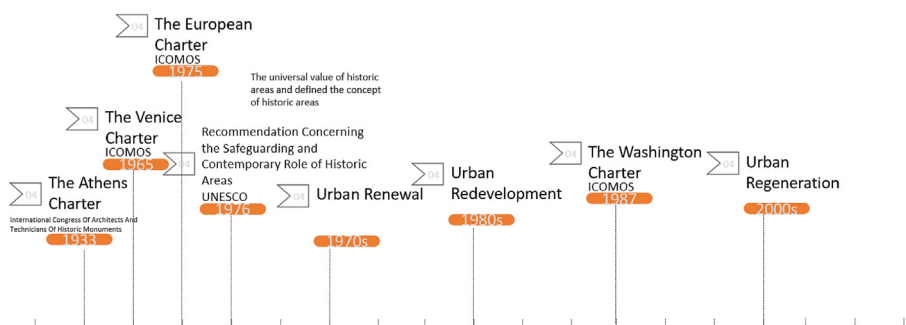 04
The European
Charter
ICOMOS
1975
The universal value of historic
areas and defined the concept
of historic areas
04
The Venice
Charter
ICOMOS
1965
04
Recommendation Concerning
the Safeguarding and
Contemporary Role of Historic
Areas
UNESCO
1976
04
The Athens
Charter
International Congress Of Architects And
Technicians Of Historic Monuments
1933
04
Urban Renewal
1970s
04
Urban
Redevelopment
1980s
04
The Washington
Charter
ICOMOS
1987
04
Urban
Regeneration
2000s